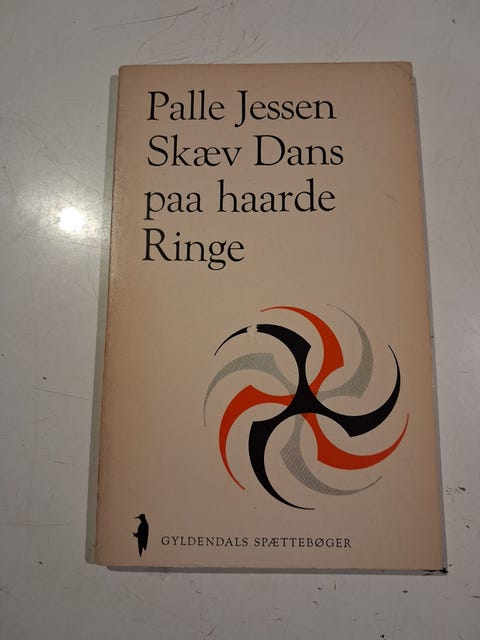 Palle Jessen
Skæv Dans
paa haarde
Ringe
GYLDENDALS SPÆTTEBØGER